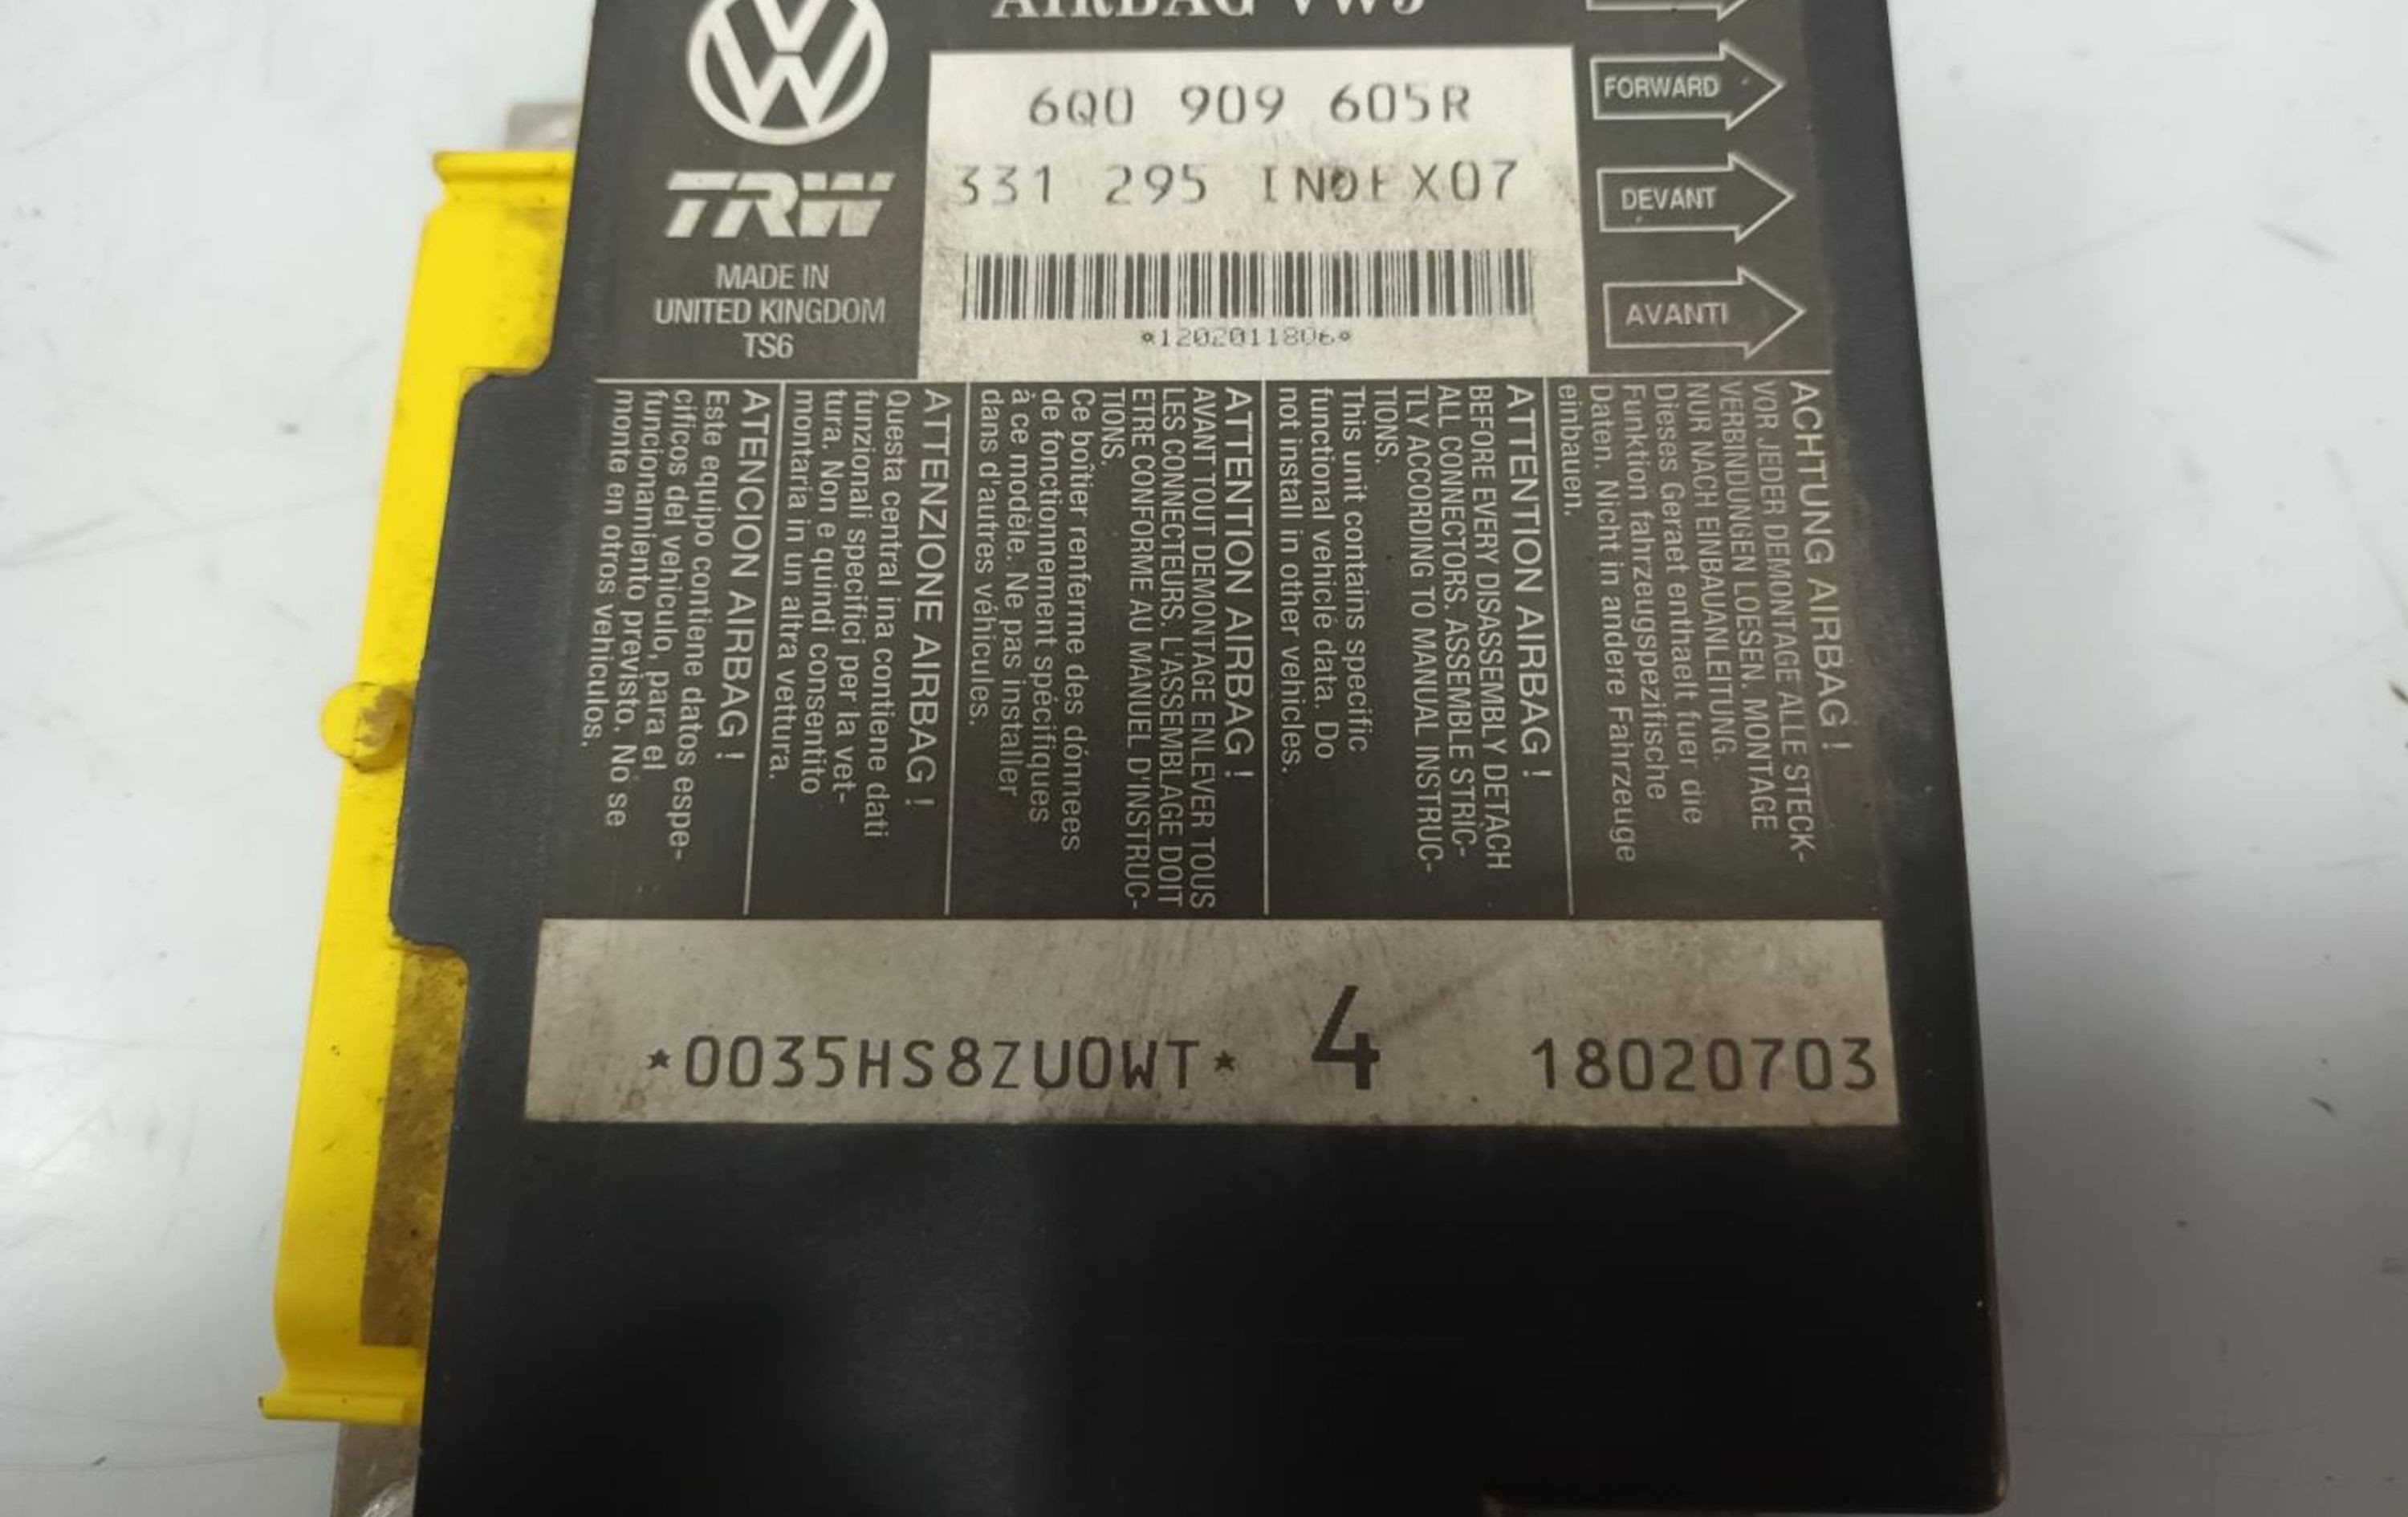 AIRBAG VW5
6Q0 909 605R
331 295 INDEX07
*1202011806*
TRW
MADE IN
UNITED KINGDOM
TS6
FORWARD
DEVANT
AVANTI
ACHTUNG AIRBAG !
VOR JEDER DEMONTAGE ALLE STECK-
VERBINDUNGEN LOESEN. MONTAGE
NUR NACH EINBAUANLEITUNG.
Dieses Geraet enthaelt fuer die
Funktion fahrzeugspezifische
Daten. Nicht in andere Fahrzeuge
einbauen.
ATTENTION AIRBAG !
BEFORE EVERY DISASSEMBLY DETACH
ALL CONNECTORS. ASSEMBLE STRIC-
TLY ACCORDING TO MANUAL INSTRUC-
TIONS.
This unit contains specific
functional vehicle data. Do
not install in other vehicles.
ATTENTION AIRBAG !
AVANT TOUT DEMONTAGE ENLEVER TOUS
LES CONNECTEURS. L'ASSEMBLAGE DOIT
ETRE CONFORME AU MANUEL D'INSTRUC-
TIONS.
Ce boîtier renferme des dónnees
de fonctionnement spécifiques
à ce modèle. Ne pas installer
dans d'autres véhicules.
ATTENZIONE AIRBAG !
Questa central ina contiene dati
funzionali specifici per la vet-
tura. Non e quindi consentito
montaria in un altra vettura.
ATENCION AIRBAG !
Este equipo contiene datos espe-
cificos del vehiculo, para el
funcionamiento previsto. No se
monte en otros vehiculos.
*0035HS8ZU0WT* 4 18020703